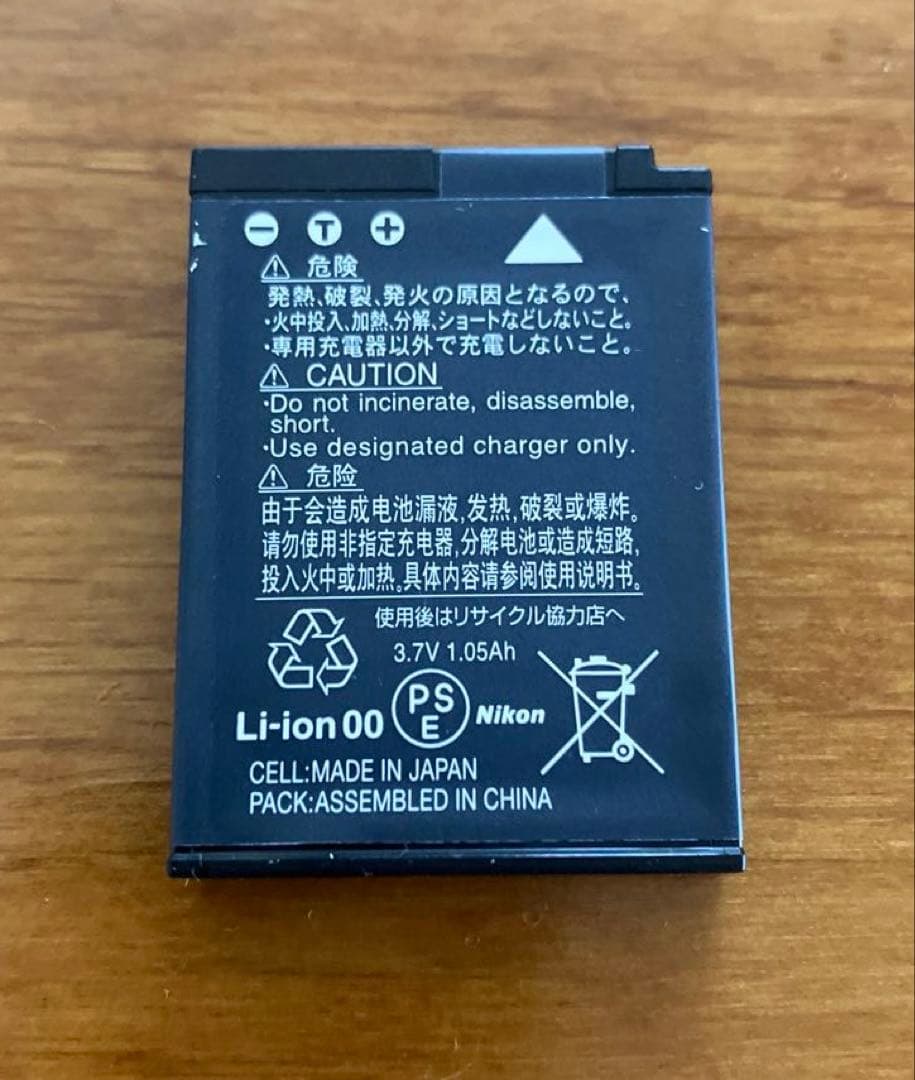 − T +
⚠ 危険
発熱、破裂、発火の原因となるので、
・火中投入、加熱、分解、ショートなどしないこと。
・専用充電器以外で充電しないこと。
⚠ CAUTION
・Do not incinerate, disassemble,
short.
・Use designated charger only.
⚠ 危险
由于会造成电池漏液,发热,破裂或爆炸。
请勿使用非指定充电器,分解电池或造成短路,
投入火中或加热。具体内容请参阅使用说明书。
使用後はリサイクル協力店へ
3.7V 1.05Ah
Li-ion 00 PSE Nikon
CELL:MADE IN JAPAN
PACK:ASSEMBLED IN CHINA